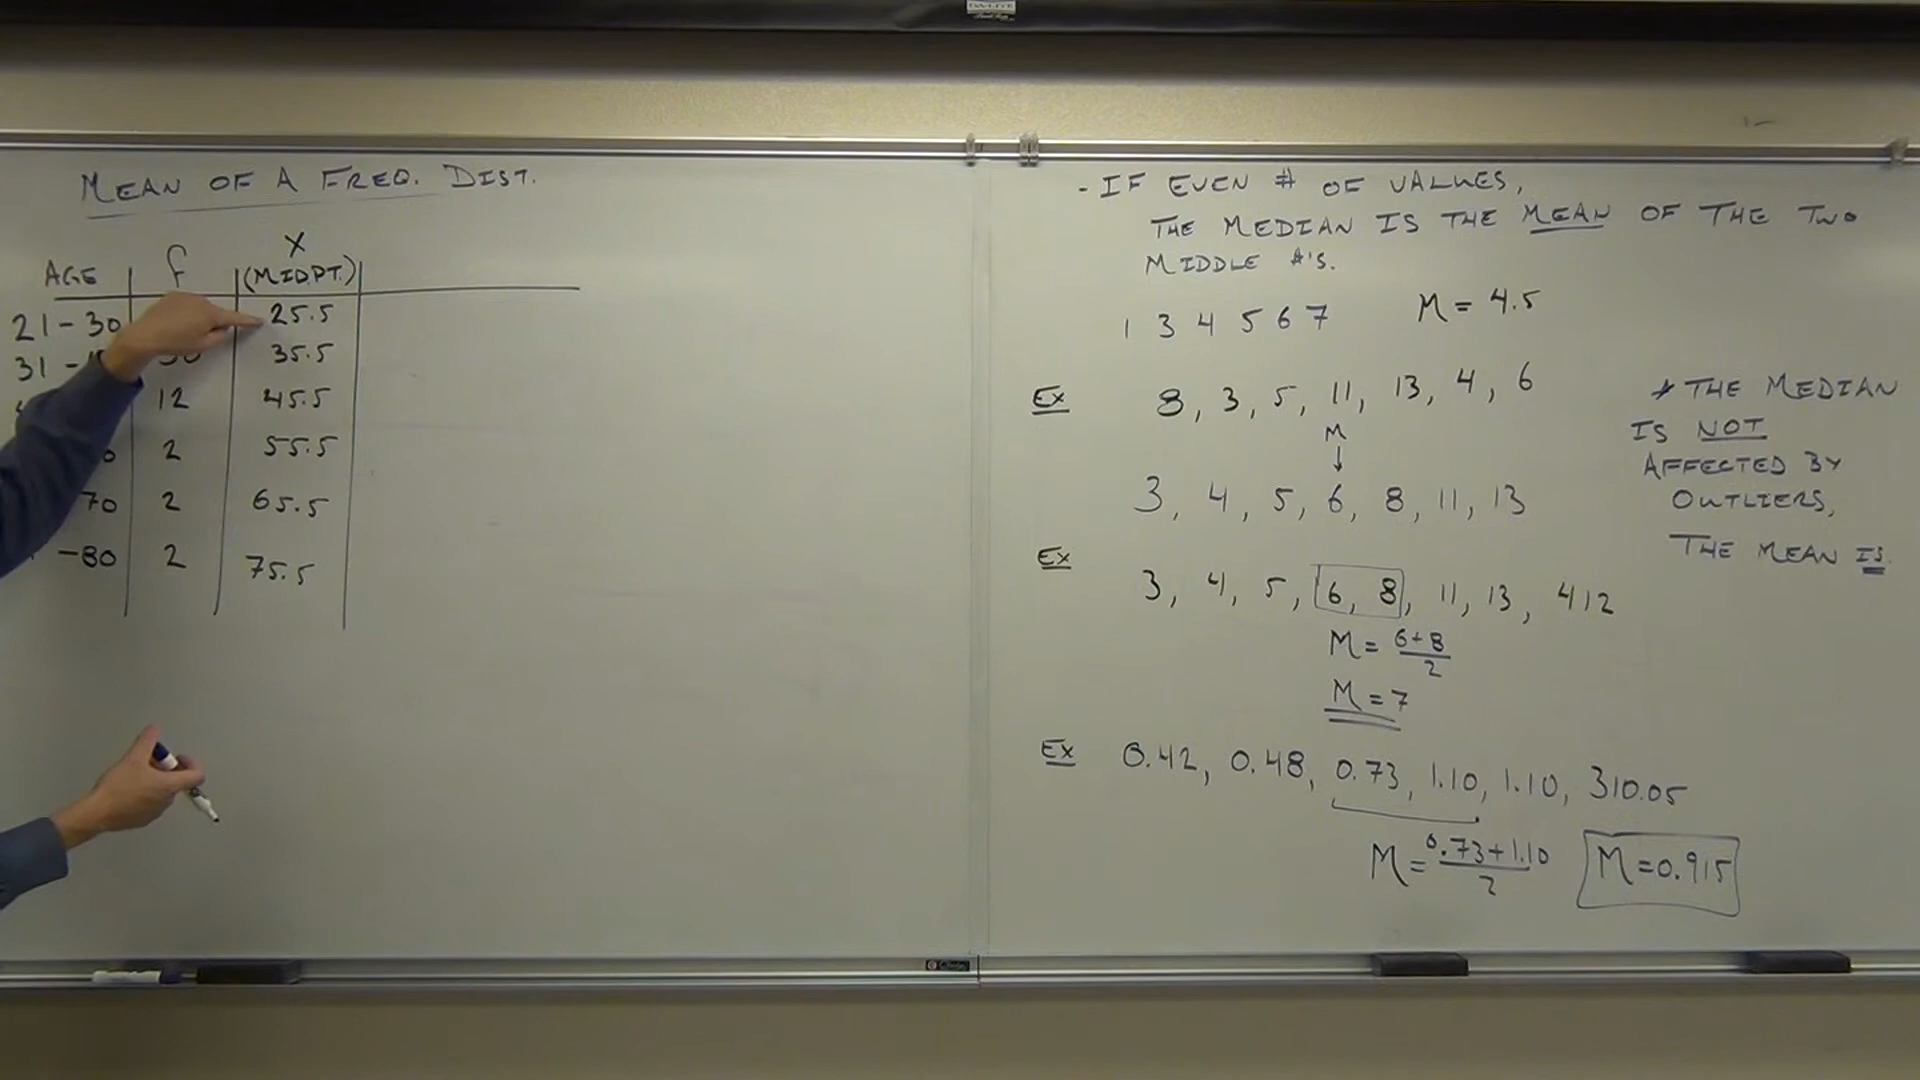 MEAN OF A FREQ. DIST.
AGE f X (MIDPT.)
21-30 25.5
31- 35.5
12 45.5
2 55.5
70 2 65.5
-80 2 75.5
- IF EVEN # OF VALUES,
THE MEDIAN IS THE MEAN OF THE TWO
MIDDLE #'S.
1 3 4 5 6 7 M = 4.5
Ex 8, 3, 5, 11, 13, 4, 6
M
↓
3, 4, 5, 6, 8, 11, 13
Ex
3, 4, 5, 6, 8, 11, 13, 412
M = 6+8/2
M = 7
Ex 0.42, 0.48, 0.73, 1.10, 1.10, 310.05
M = 0.73+1.10/2 M=0.915
* THE MEDIAN
IS NOT
AFFECTED BY
OUTLIERS,
THE MEAN IS.